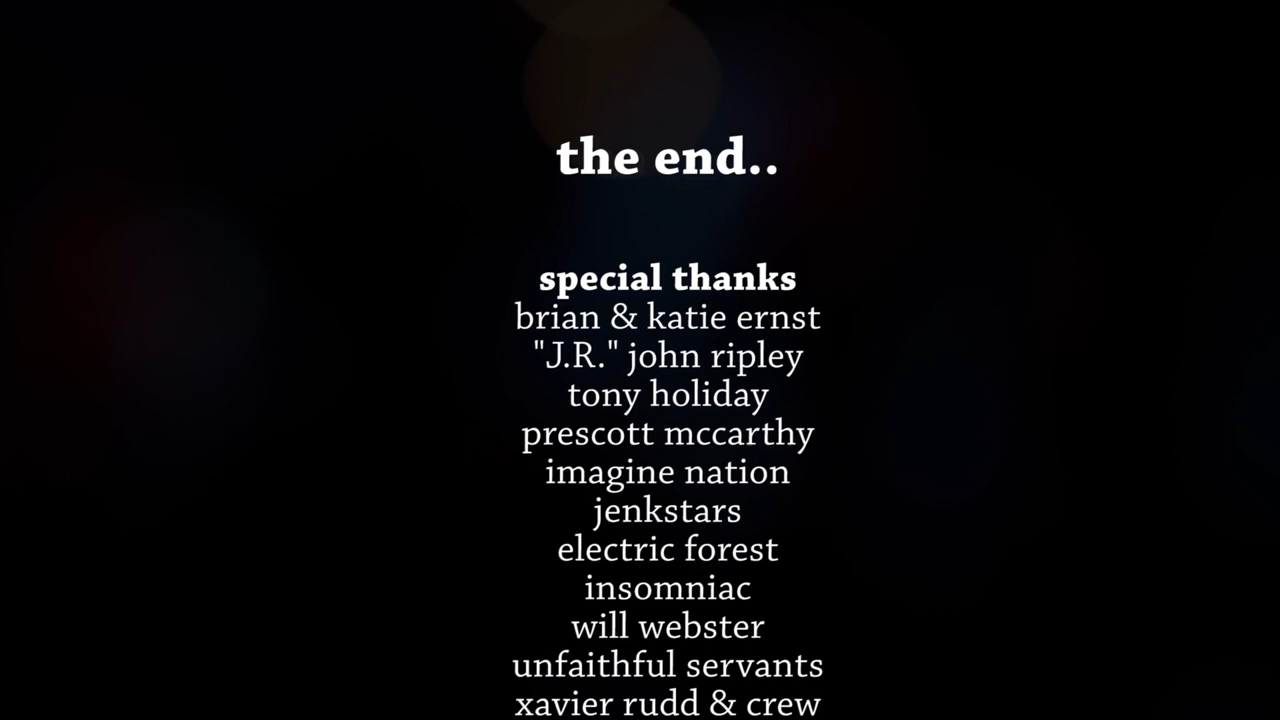 the end..
special thanks
brian & katie ernst
"J.R." john ripley
tony holiday
prescott mccarthy
imagine nation
jenkstars
electric forest
insomniac
will webster
unfaithful servants
xavier rudd & crew